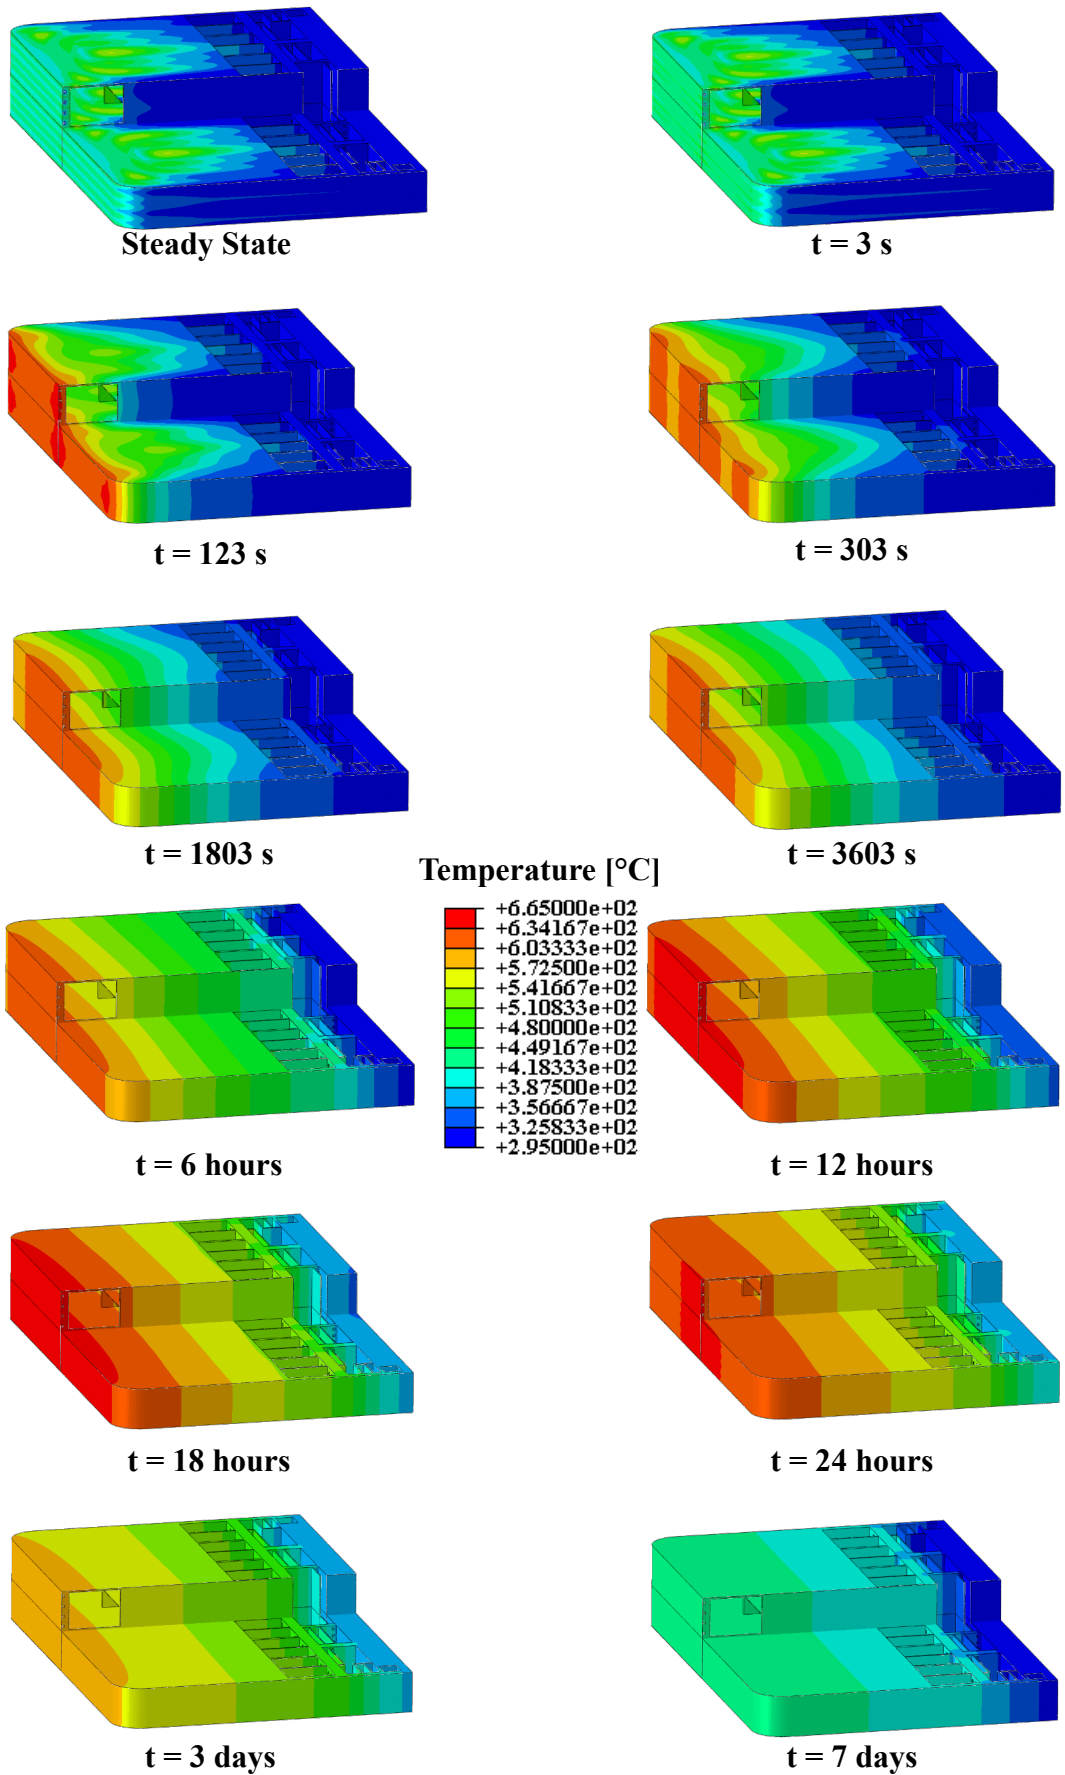 Steady State
t = 3 s
t = 123 s
t = 303 s
t = 1803 s
t = 3603 s
Temperature [°C]
+6.65000e+02
+6.34167e+02
+6.03333e+02
+5.72500e+02
+5.41667e+02
+5.10833e+02
+4.80000e+02
+4.49167e+02
+4.18333e+02
+3.87500e+02
+3.56667e+02
+3.25833e+02
+2.95000e+02
t = 6 hours
t = 12 hours
t = 18 hours
t = 24 hours
t = 3 days
t = 7 days